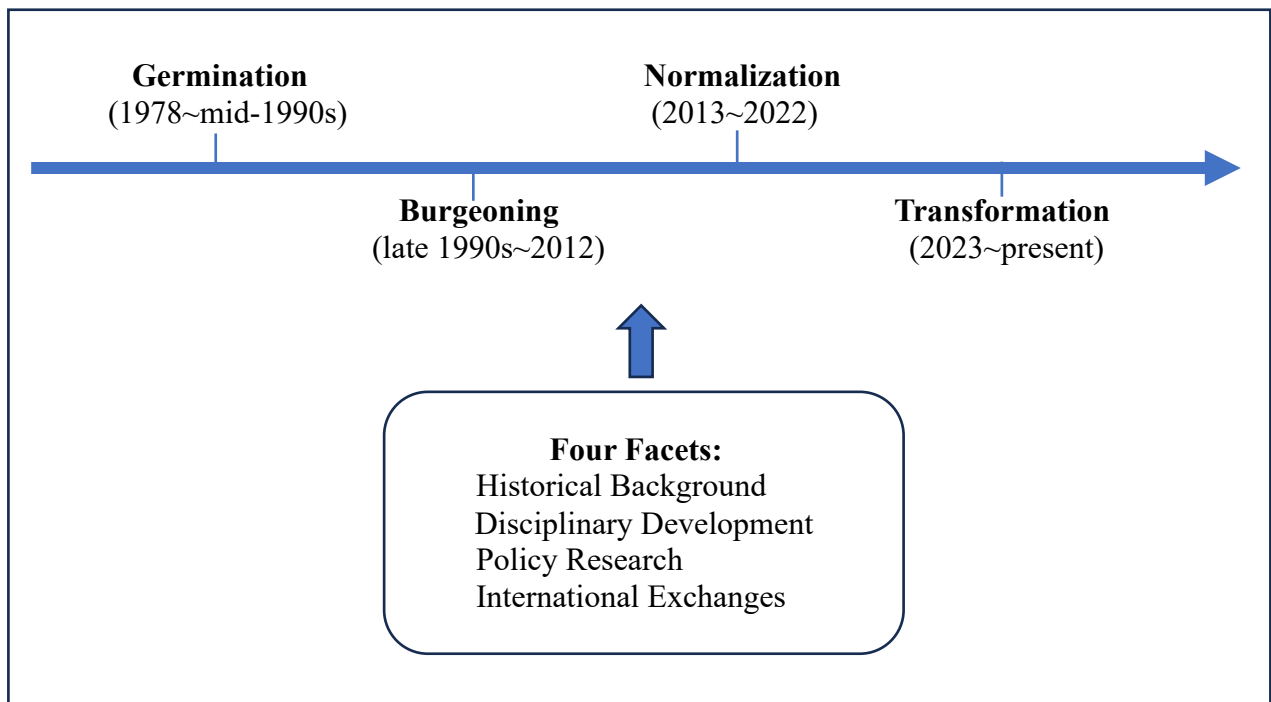 Germination
(1978~mid-1990s)
Normalization
(2013~2022)
Burgeoning
(late 1990s~2012)
Transformation
(2023~present)
Four Facets:
Historical Background
Disciplinary Development
Policy Research
International Exchanges